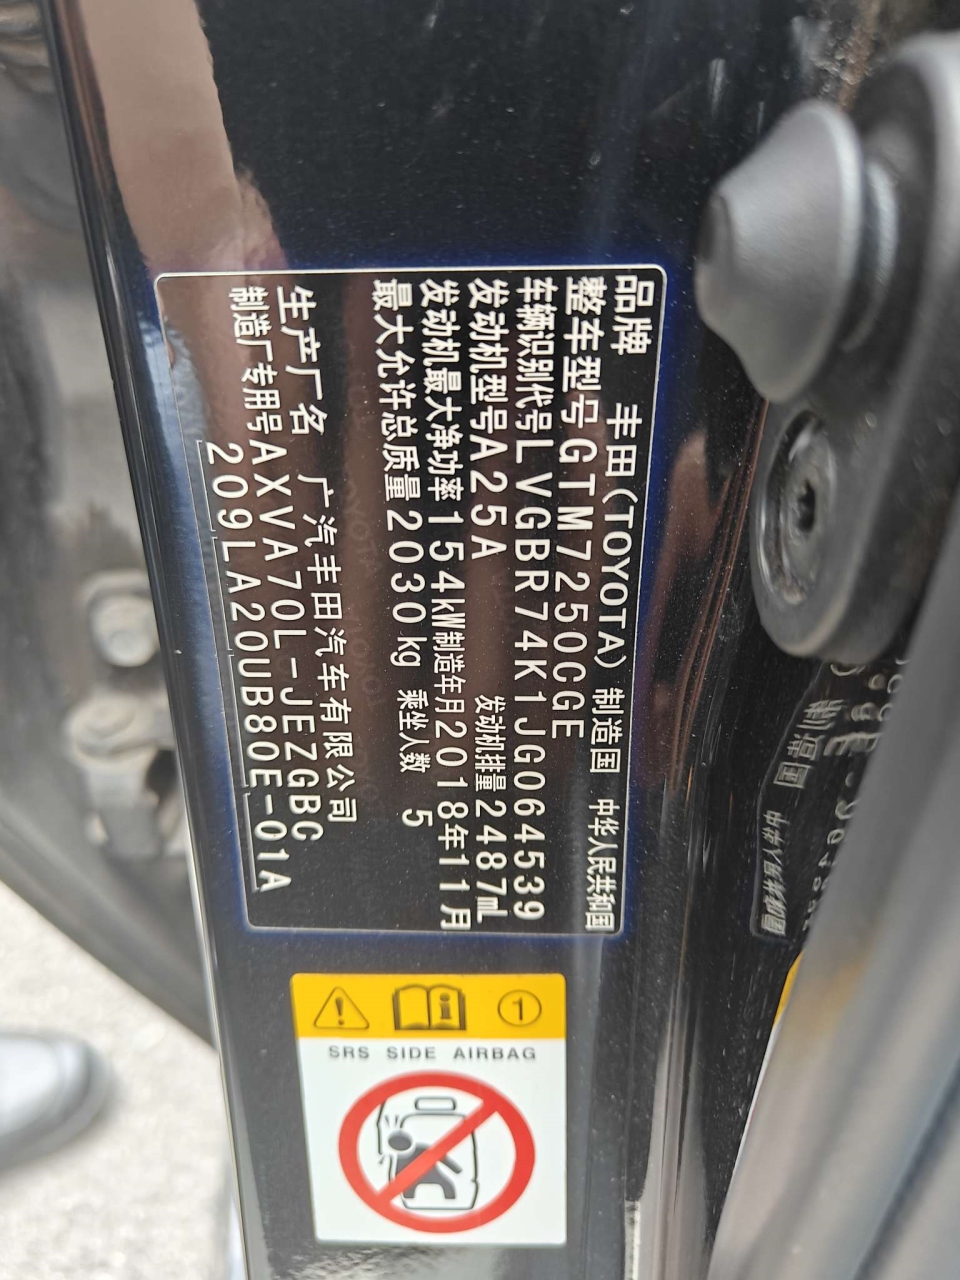 品牌 丰田(TOYOTA) 制造国 中华人民共和国
整车型号GTM7250CGE
车辆识别代号LVGBR74K1JG064539
发动机型号A25A 发动机排量2487mL
发动机最大净功率154kW制造年月2018年11月
最大允许总质量2030kg 乘坐人数 5
生产厂名 广汽丰田汽车有限公司
制造厂专用号AXVA70L-JEZGBC
209LA20UB80E-01A
1
SRS SIDE AIRBAG